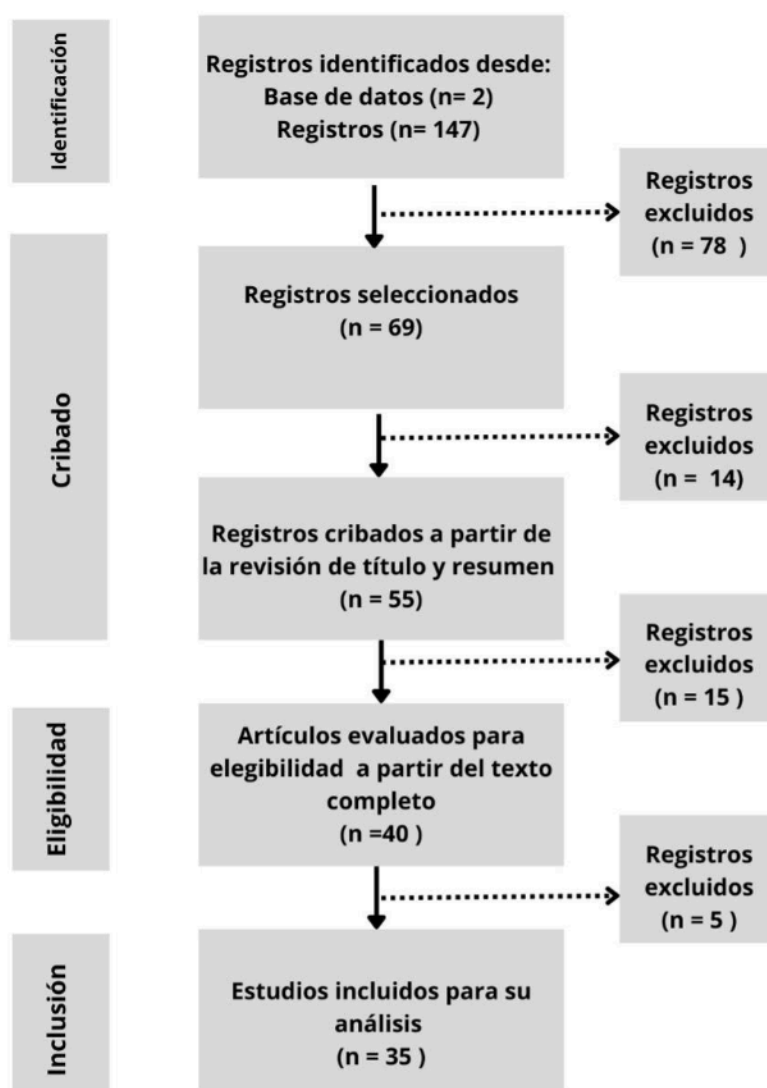 Identificación
Registros identificados desde:
Base de datos (n= 2)
Registros (n= 147)
Registros
excluidos
(n = 78 )
Cribado
Registros seleccionados
(n = 69)
Registros
excluidos
(n = 14)
Registros cribados a partir de
la revisión de título y resumen
(n = 55)
Registros
excluidos
(n = 15 )
Eligibilidad
Artículos evaluados para
elegibilidad a partir del texto
completo
(n =40 )
Registros
excluidos
(n = 5 )
Inclusión
Estudios incluidos para su
análisis
(n = 35 )